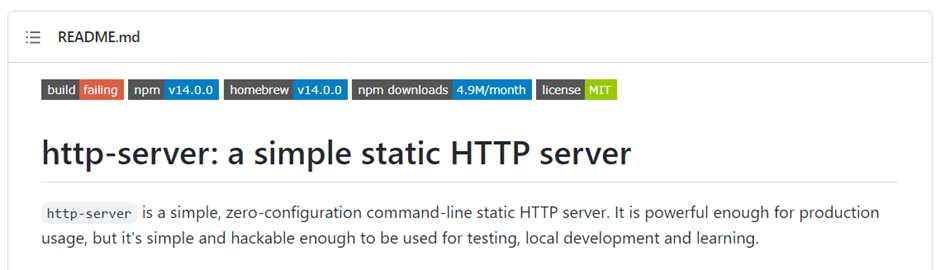 README.md
build failing npm v14.0.0 homebrew v14.0.0 npm downloads 4.9M/month license MIT
http-server: a simple static HTTP server
http-server is a simple, zero-configuration command-line static HTTP server. It is powerful enough for production
usage, but it's simple and hackable enough to be used for testing, local development and learning.